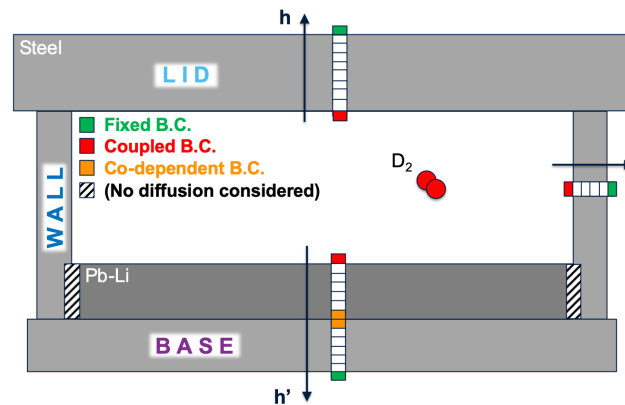 h
Steel
LID
Fixed B.C.
Coupled B.C.
Co-dependent B.C.
(No diffusion considered)
D₂
WALL
Pb-Li
BASE
h'